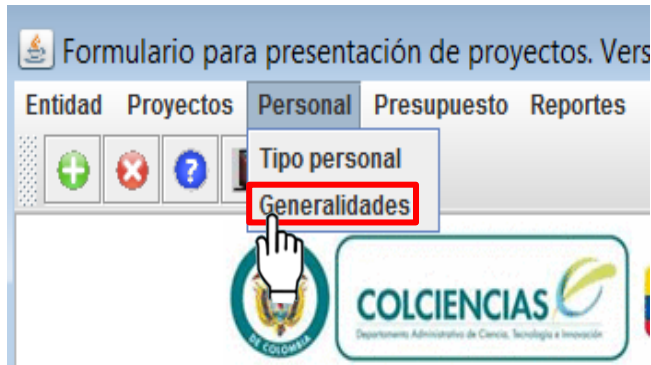 Formulario para presentación de proyectos. Vers
Entidad Proyectos Personal Presupuesto Reportes
Tipo personal
Generalidades
COLCIENCIAS
Departamento Administrativo de Ciencia, Tecnología e Innovación
DE COLOMBIA